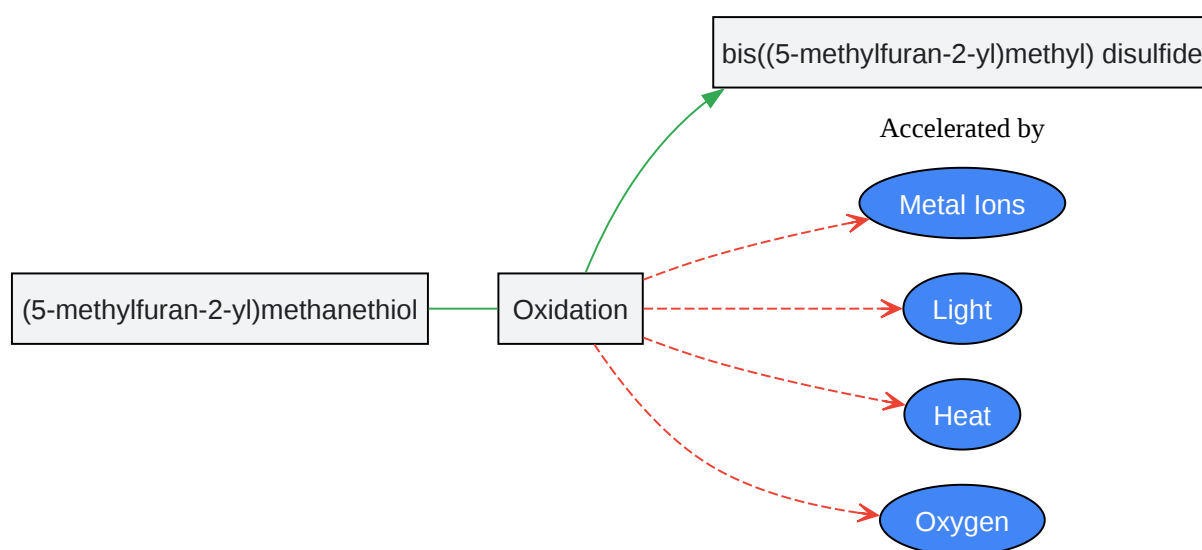 bis((5-methylfuran-2-yl)methyl) disulfide
Accelerated by
Metal Ions
(5-methylfuran-2-yl)methanethiol
Oxidation
Light
Heat
Oxygen